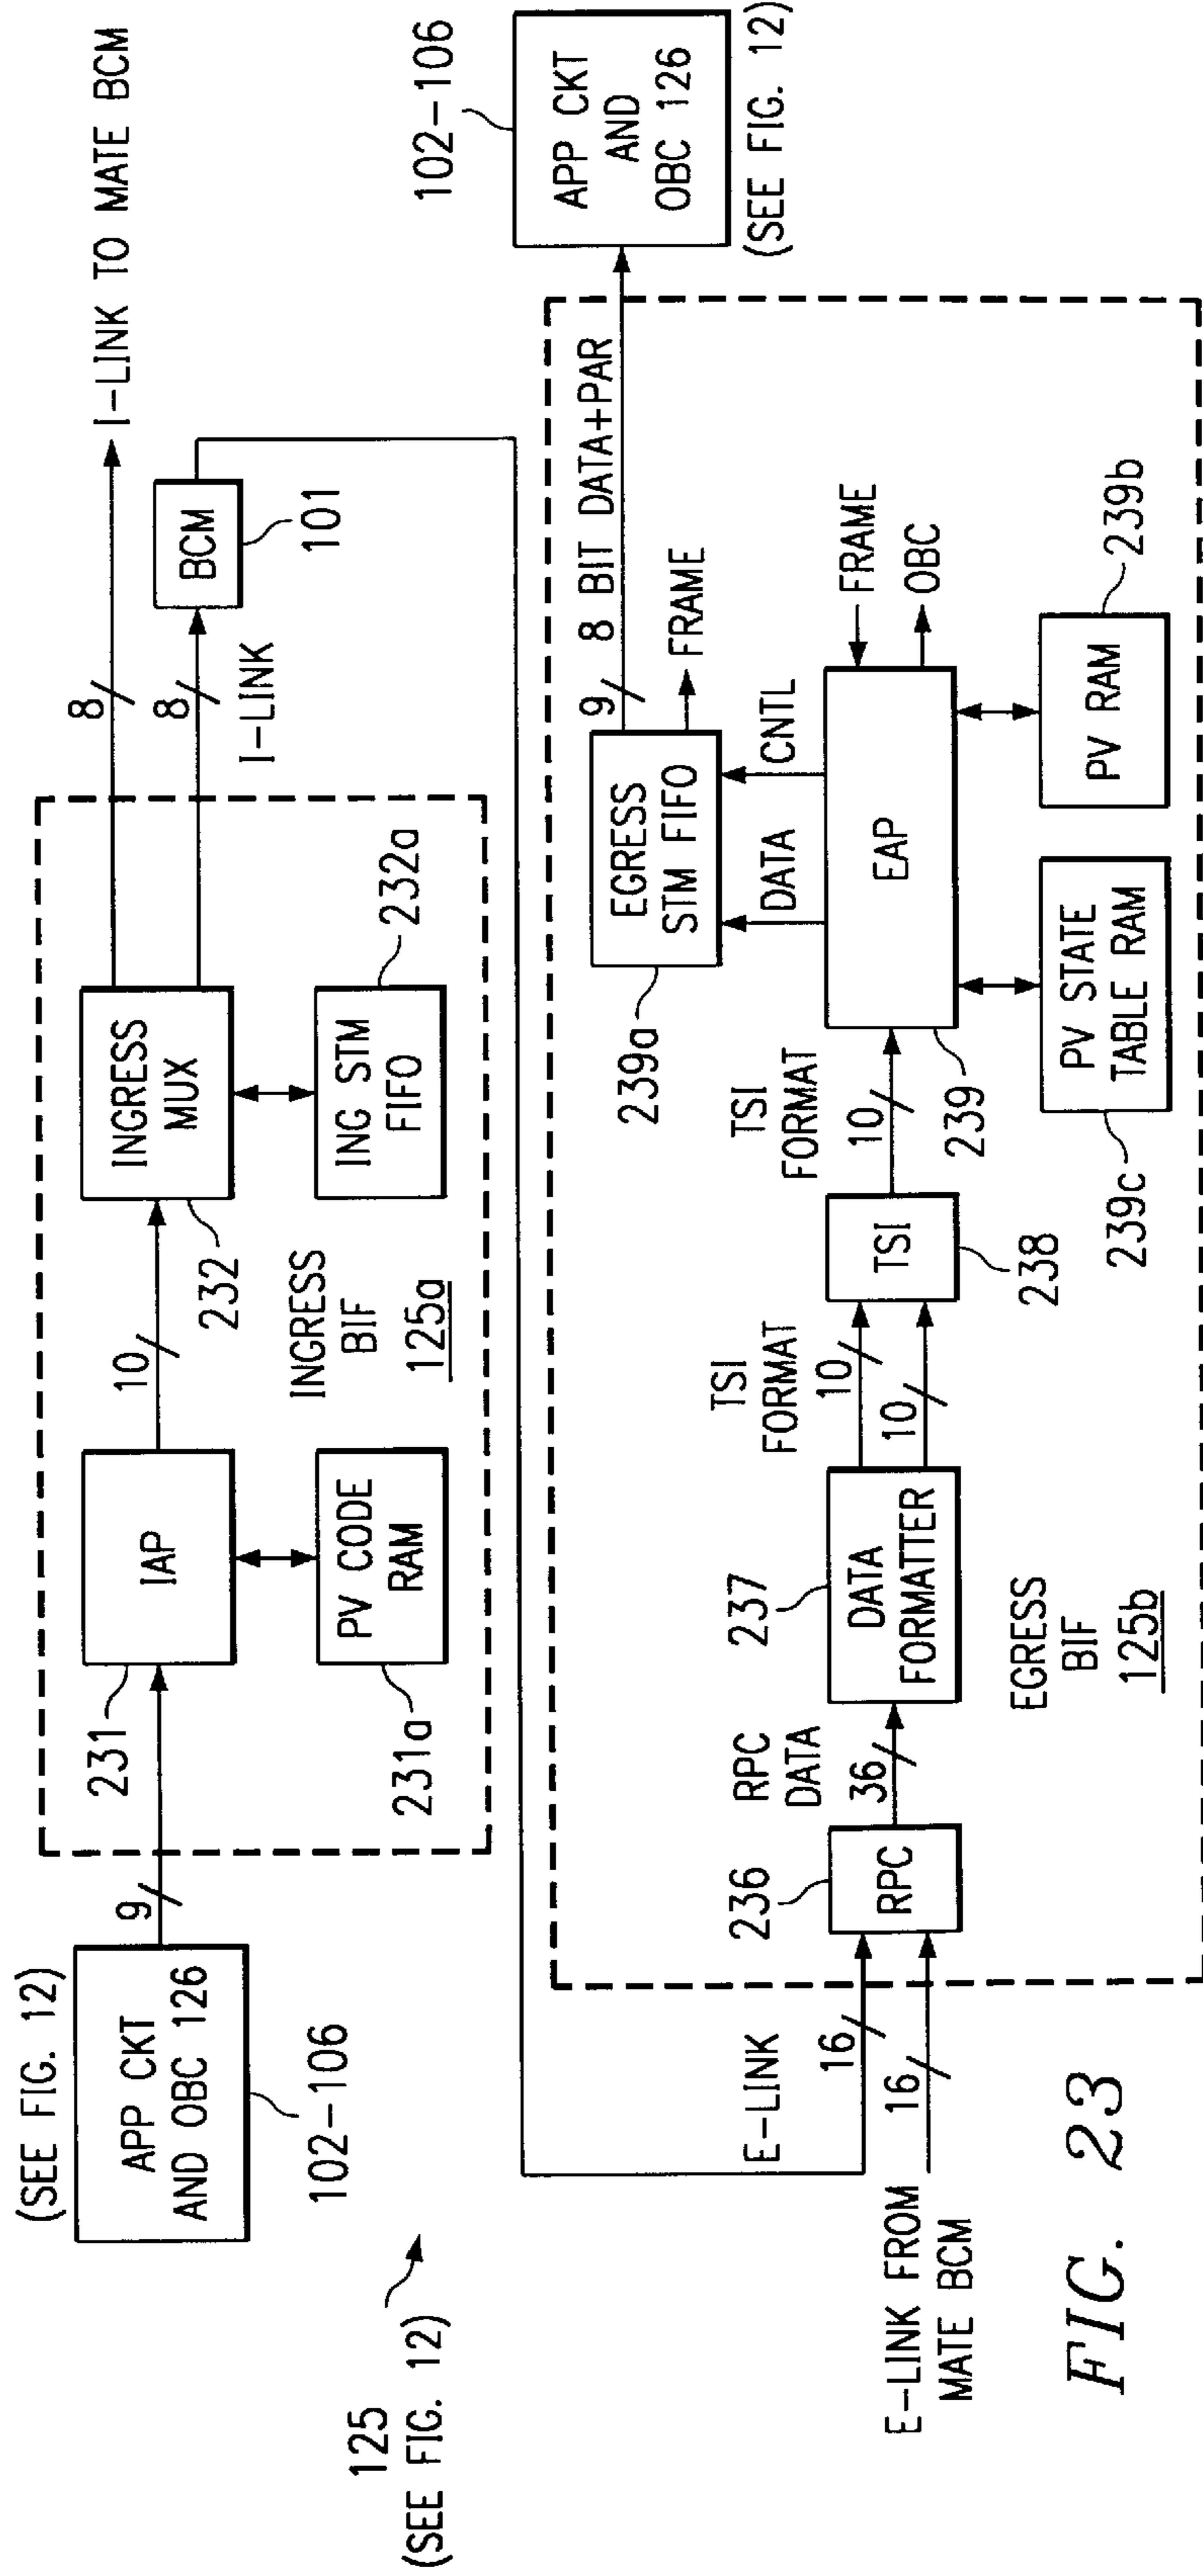 (SEE FIG. 12)
APP CKT
AND OBC 126
102-106
125
(SEE FIG. 12)
9
231
IAP
PV CODE
RAM
231a
10
INGRESS
MUX
232
ING STM
FIFO
232a
INGRESS
BIF
125a
8
8
I-LINK
I-LINK TO MATE BCM
BCM
101
E-LINK
16
16
E-LINK FROM
MATE BCM
236
RPC
RPC
DATA
36
237
DATA
FORMATTER
TSI
FORMAT
10
10
TSI
238
TSI
FORMAT
10
EAP
239
DATA
CNTL
EGRESS
STM FIFO
239a
FRAME
9
8 BIT DATA+PAR
FRAME
OBC
PV STATE
TABLE RAM
239c
PV RAM
239b
EGRESS
BIF
125b
102-106
APP CKT
AND
OBC 126
(SEE FIG. 12)
FIG. 23